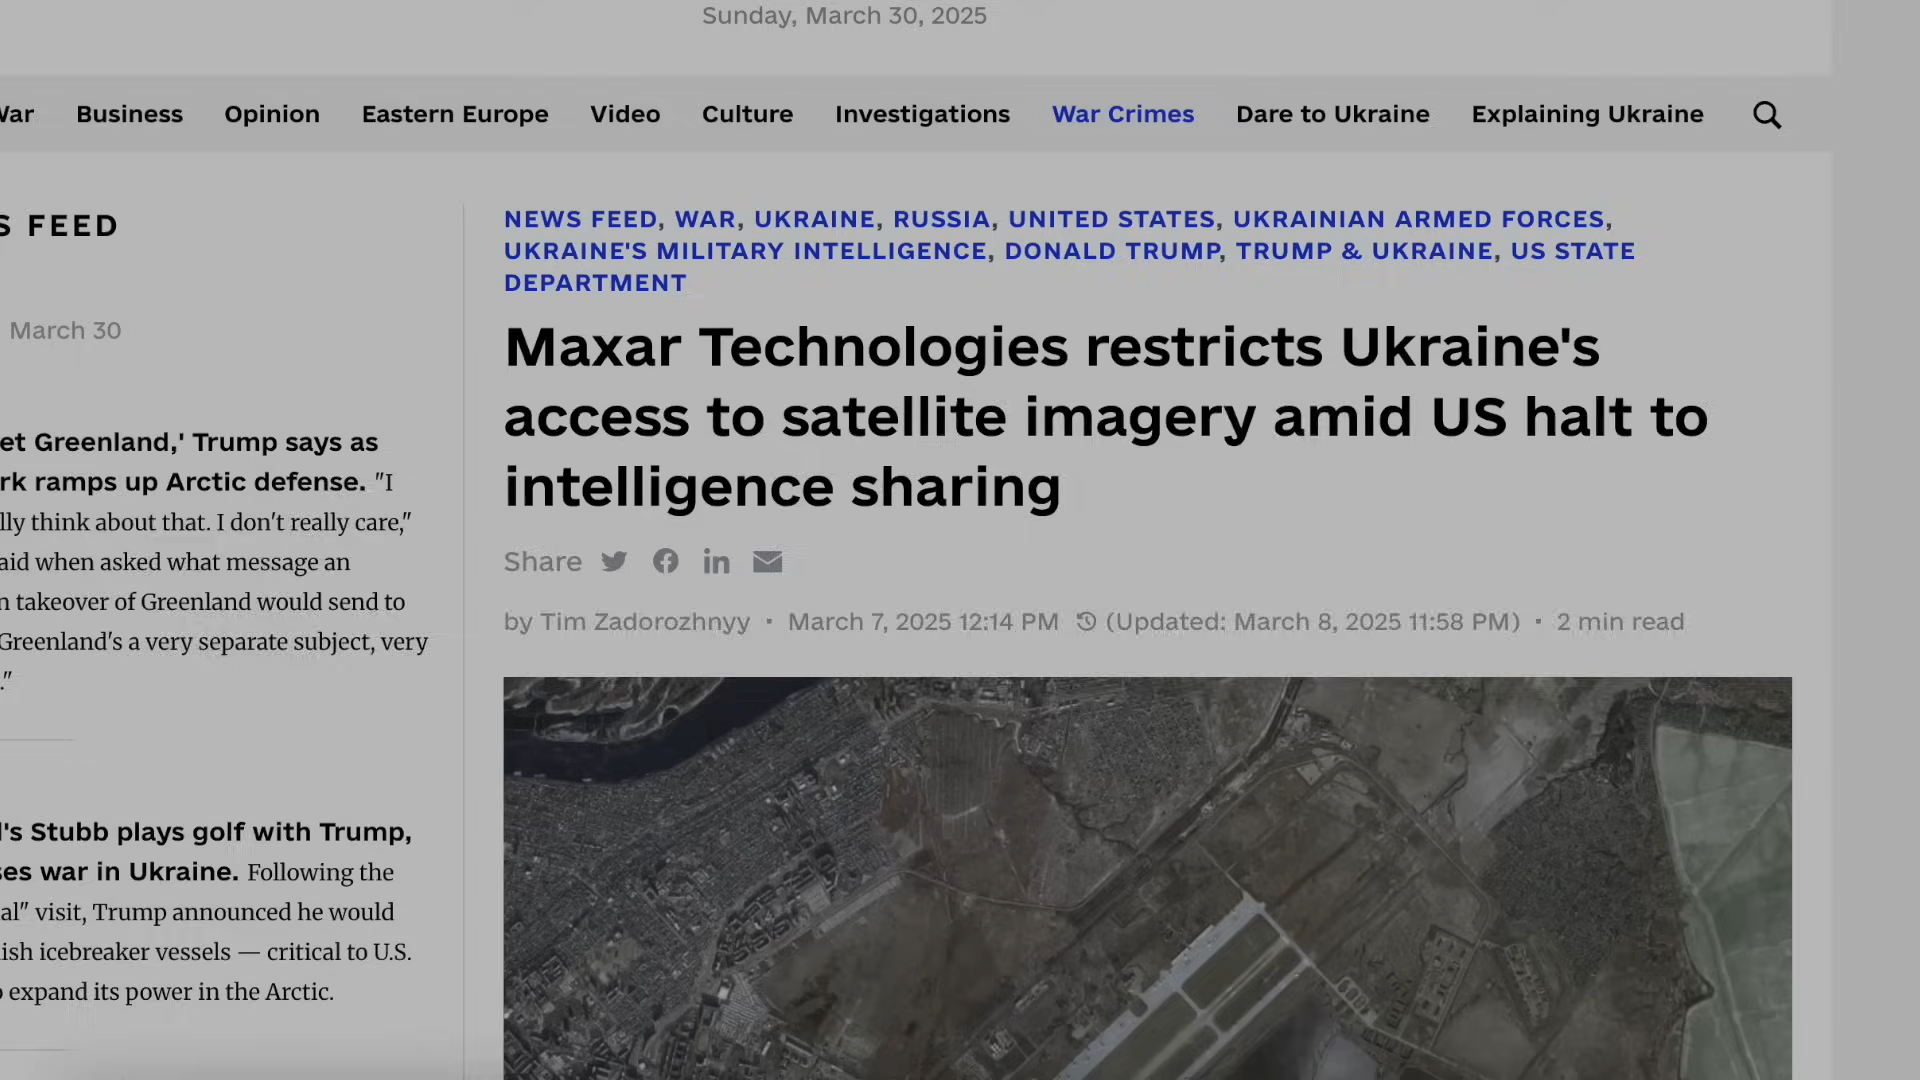 Sunday, March 30, 2025
War Business Opinion Eastern Europe Video Culture Investigations War Crimes Dare to Ukraine Explaining Ukraine
S FEED
March 30
et Greenland,' Trump says as
rk ramps up Arctic defense. "I
lly think about that. I don't really care,"
aid when asked what message an
n takeover of Greenland would send to
Greenland's a very separate subject, very
."
's Stubb plays golf with Trump,
ses war in Ukraine. Following the
al" visit, Trump announced he would
ish icebreaker vessels — critical to U.S.
o expand its power in the Arctic.
NEWS FEED, WAR, UKRAINE, RUSSIA, UNITED STATES, UKRAINIAN ARMED FORCES,
UKRAINE'S MILITARY INTELLIGENCE, DONALD TRUMP, TRUMP & UKRAINE, US STATE
DEPARTMENT
Maxar Technologies restricts Ukraine's
access to satellite imagery amid US halt to
intelligence sharing
Share
by Tim Zadorozhnyy · March 7, 2025 12:14 PM (Updated: March 8, 2025 11:58 PM) · 2 min read